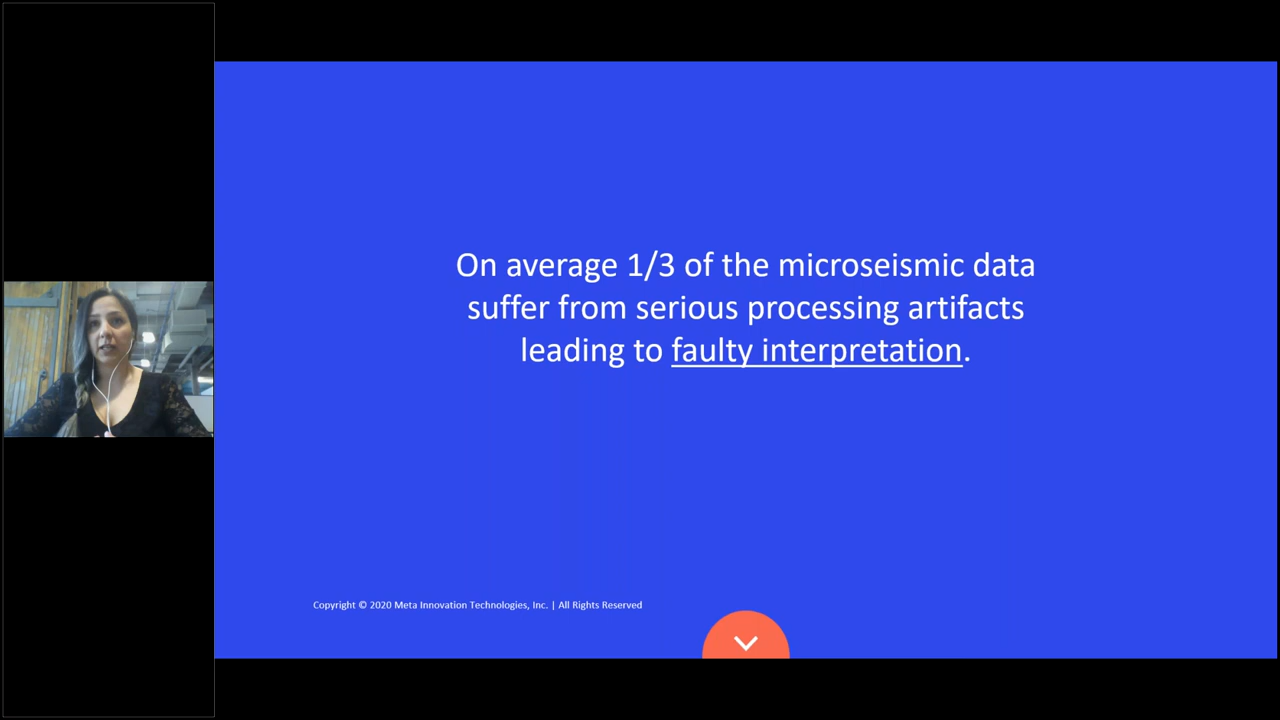 On average 1/3 of the microseismic data
suffer from serious processing artifacts
leading to faulty interpretation.
Copyright © 2020 Meta Innovation Technologies, Inc. | All Rights Reserved